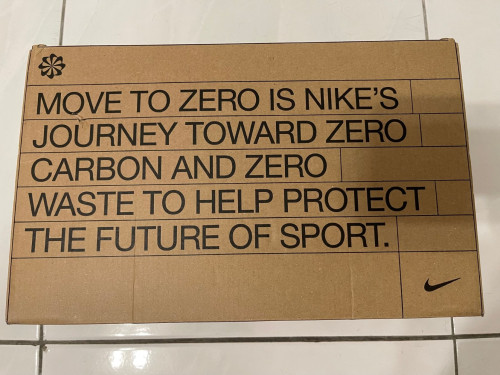 MOVE TO ZERO IS NIKE'S
JOURNEY TOWARD ZERO
CARBON AND ZERO
WASTE TO HELP PROTECT
THE FUTURE OF SPORT.